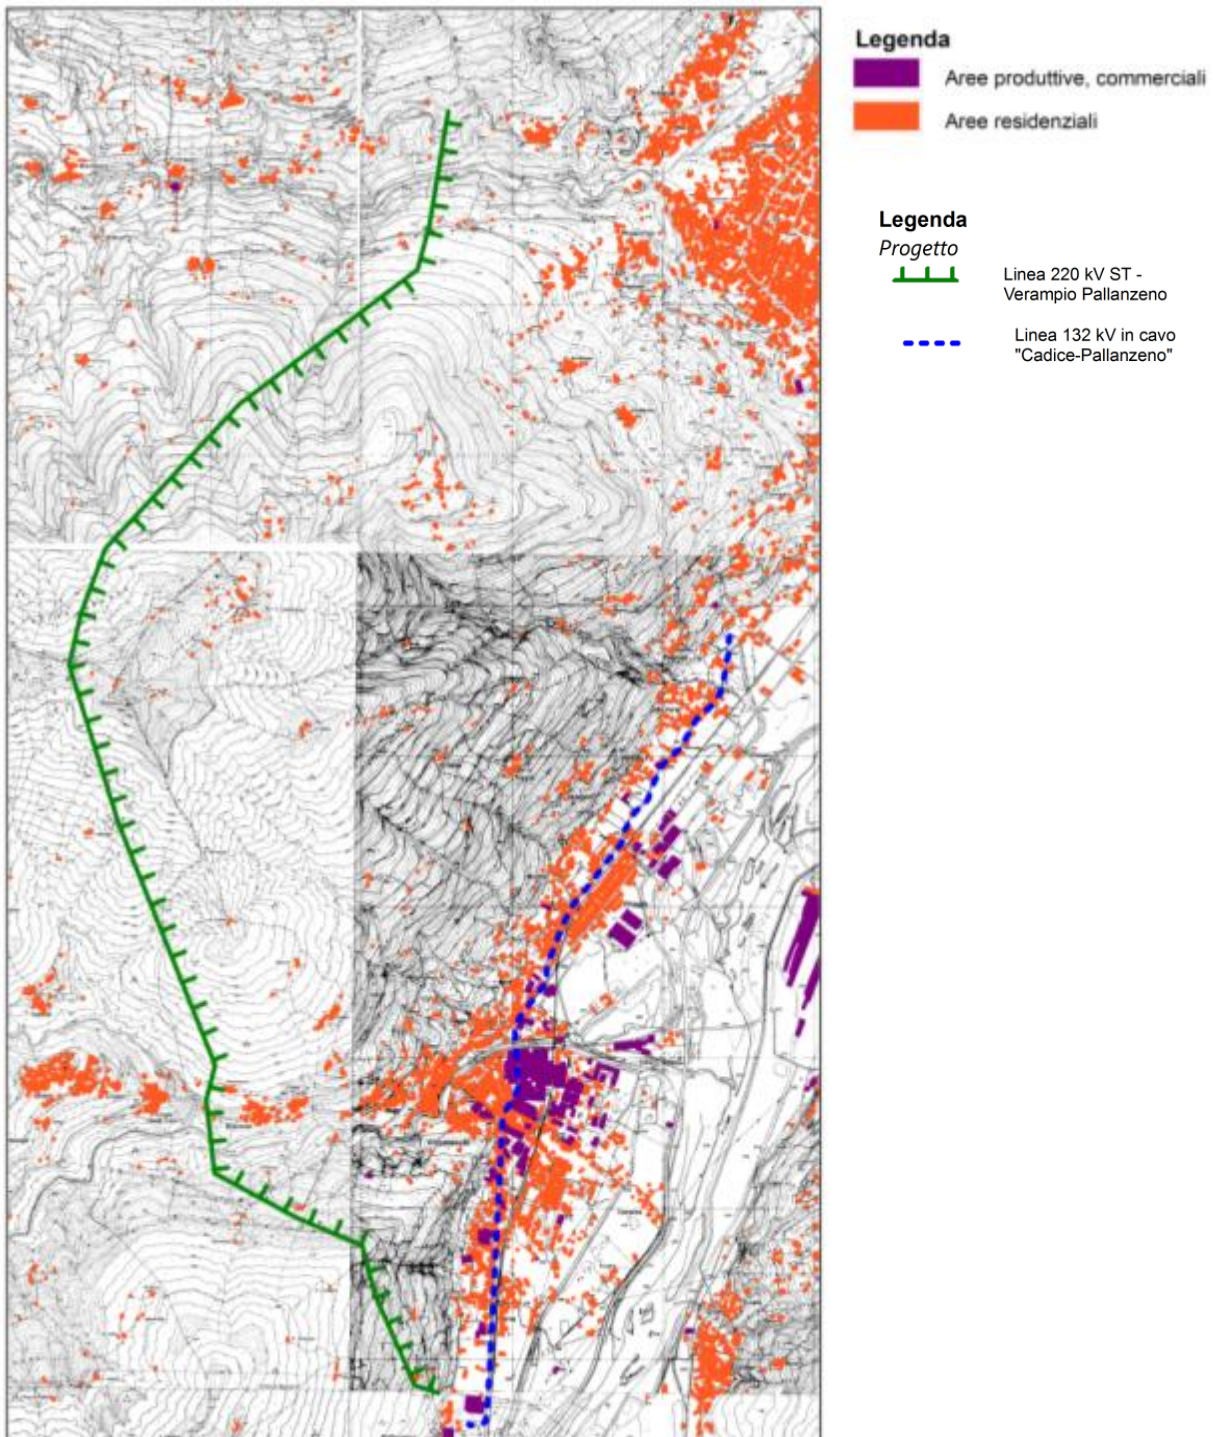 Legenda
Aree produttive, commerciali
Aree residenziali
Legenda
Progetto
Linea 220 kV ST -
Verampio Pallanzeno
Linea 132 kV in cavo
"Cadice-Pallanzeno"